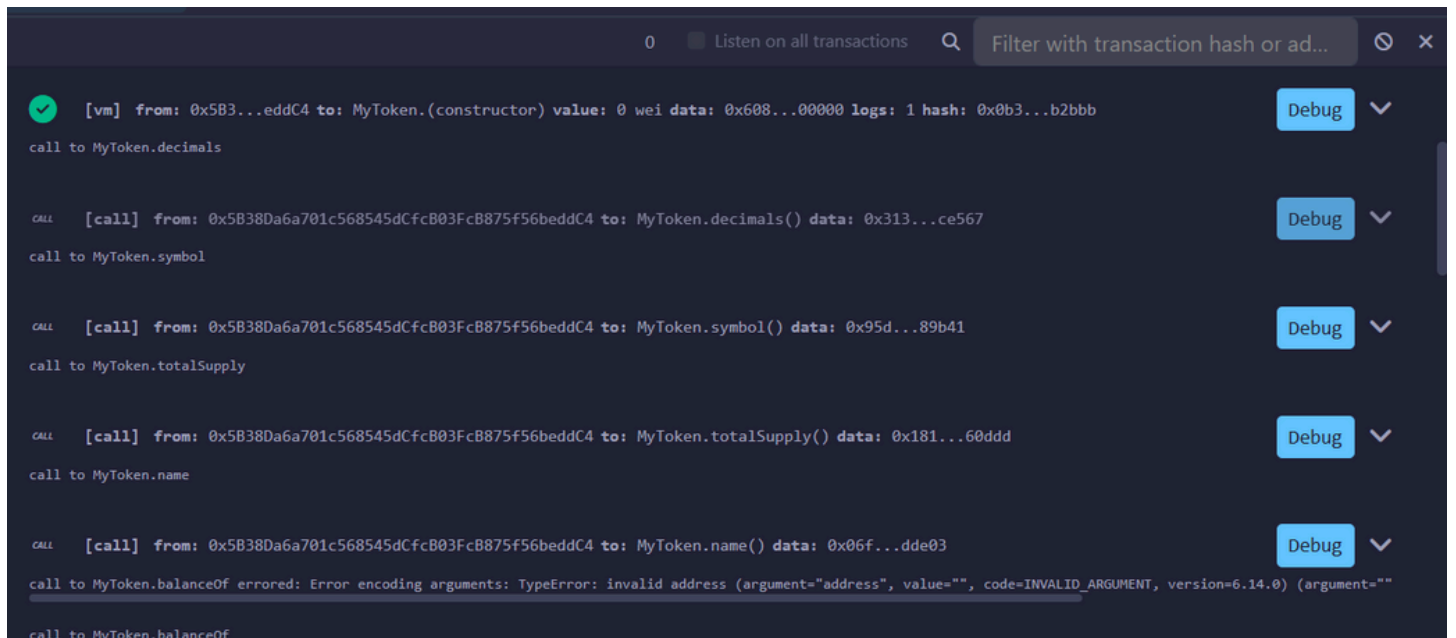 0 Listen on all transactions Filter with transaction hash or ad...
[vm] from: 0x5B3...eddC4 to: MyToken.(constructor) value: 0 wei data: 0x608...00000 logs: 1 hash: 0x0b3...b2bbb Debug
call to MyToken.decimals
CALL [call] from: 0x5B38Da6a701c568545dCfcB03FcB875f56beddC4 to: MyToken.decimals() data: 0x313...ce567 Debug
call to MyToken.symbol
CALL [call] from: 0x5B38Da6a701c568545dCfcB03FcB875f56beddC4 to: MyToken.symbol() data: 0x95d...89b41 Debug
call to MyToken.totalSupply
CALL [call] from: 0x5B38Da6a701c568545dCfcB03FcB875f56beddC4 to: MyToken.totalSupply() data: 0x181...60ddd Debug
call to MyToken.name
CALL [call] from: 0x5B38Da6a701c568545dCfcB03FcB875f56beddC4 to: MyToken.name() data: 0x06f...dde03 Debug
call to MyToken.balanceOf errored: Error encoding arguments: TypeError: invalid address (argument="address", value="", code=INVALID_ARGUMENT, version=6.14.0) (argument=""
call to MyToken.balanceOf